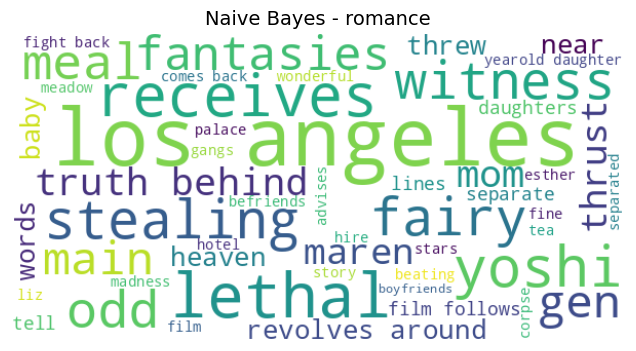 Naive Bayes - romance
fight back
meal
fantasies
threw
near
comes back
wonderful
yearold daughter
meadow
receives
witness
baby
los angeles
daughters
palace
gangs
thrust
truth behind
advises
lines
mom
esther
separate
separated
befriends
words
stealing
fairy
fine
tea
hotel
hire
main
heaven
maren
stars
yoshi
madness
story
beating
liz
lethal
boyfriends
odd
film follows
gen
corpse
tell
film
revolves around